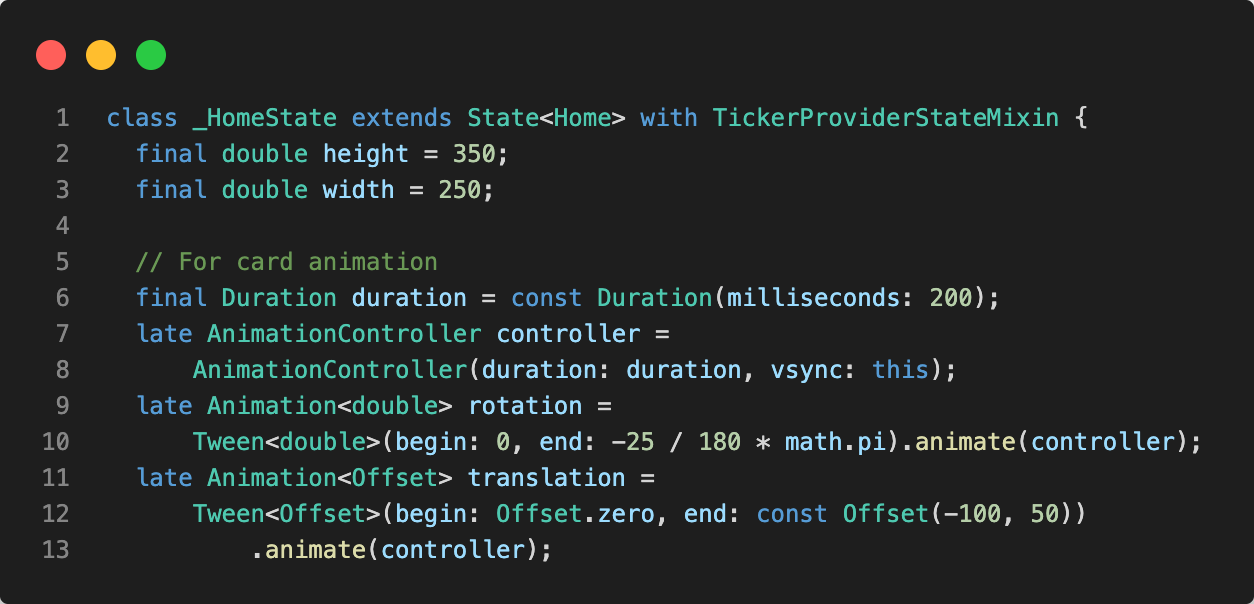 1 class _HomeState extends State<Home> with TickerProviderStateMixin {
2   final double height = 350;
3   final double width = 250;
4
5   // For card animation
6   final Duration duration = const Duration(milliseconds: 200);
7   late AnimationController controller =
8       AnimationController(duration: duration, vsync: this);
9   late Animation<double> rotation =
10       Tween<double>(begin: 0, end: -25 / 180 * math.pi).animate(controller);
11   late Animation<Offset> translation =
12       Tween<Offset>(begin: Offset.zero, end: const Offset(-100, 50))
13           .animate(controller);